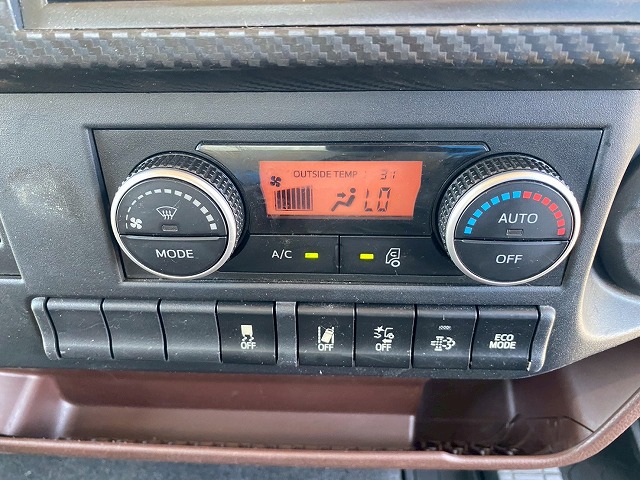 OUTSIDE TEMP 31
LO
AUTO
MODE
A/C
OFF
OFF
OFF
OFF
ECO
MODE